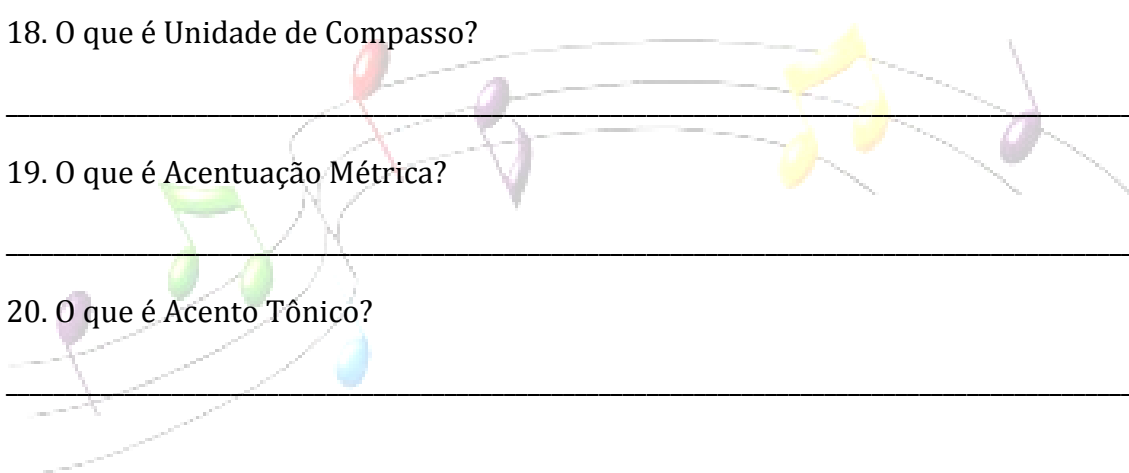 18. O que é Unidade de Compasso?
19. O que é Acentuação Métrica?
20. O que é Acento Tônico?